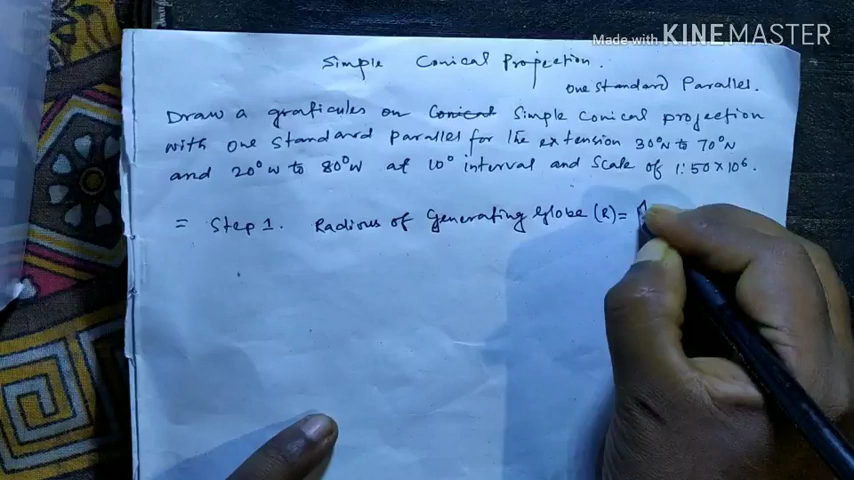 Made with KINEMASTER
Simple Conical Projection.
One Standard Parallel.
Draw a graticules on Conical Simple Conical projection
with One Standard Parallel for the extension 30°N to 70°N
and 20°W to 80°W at 10° interval and Scale of 1:50×10⁶.
= Step 1. Radious of Generating Globe (R)=